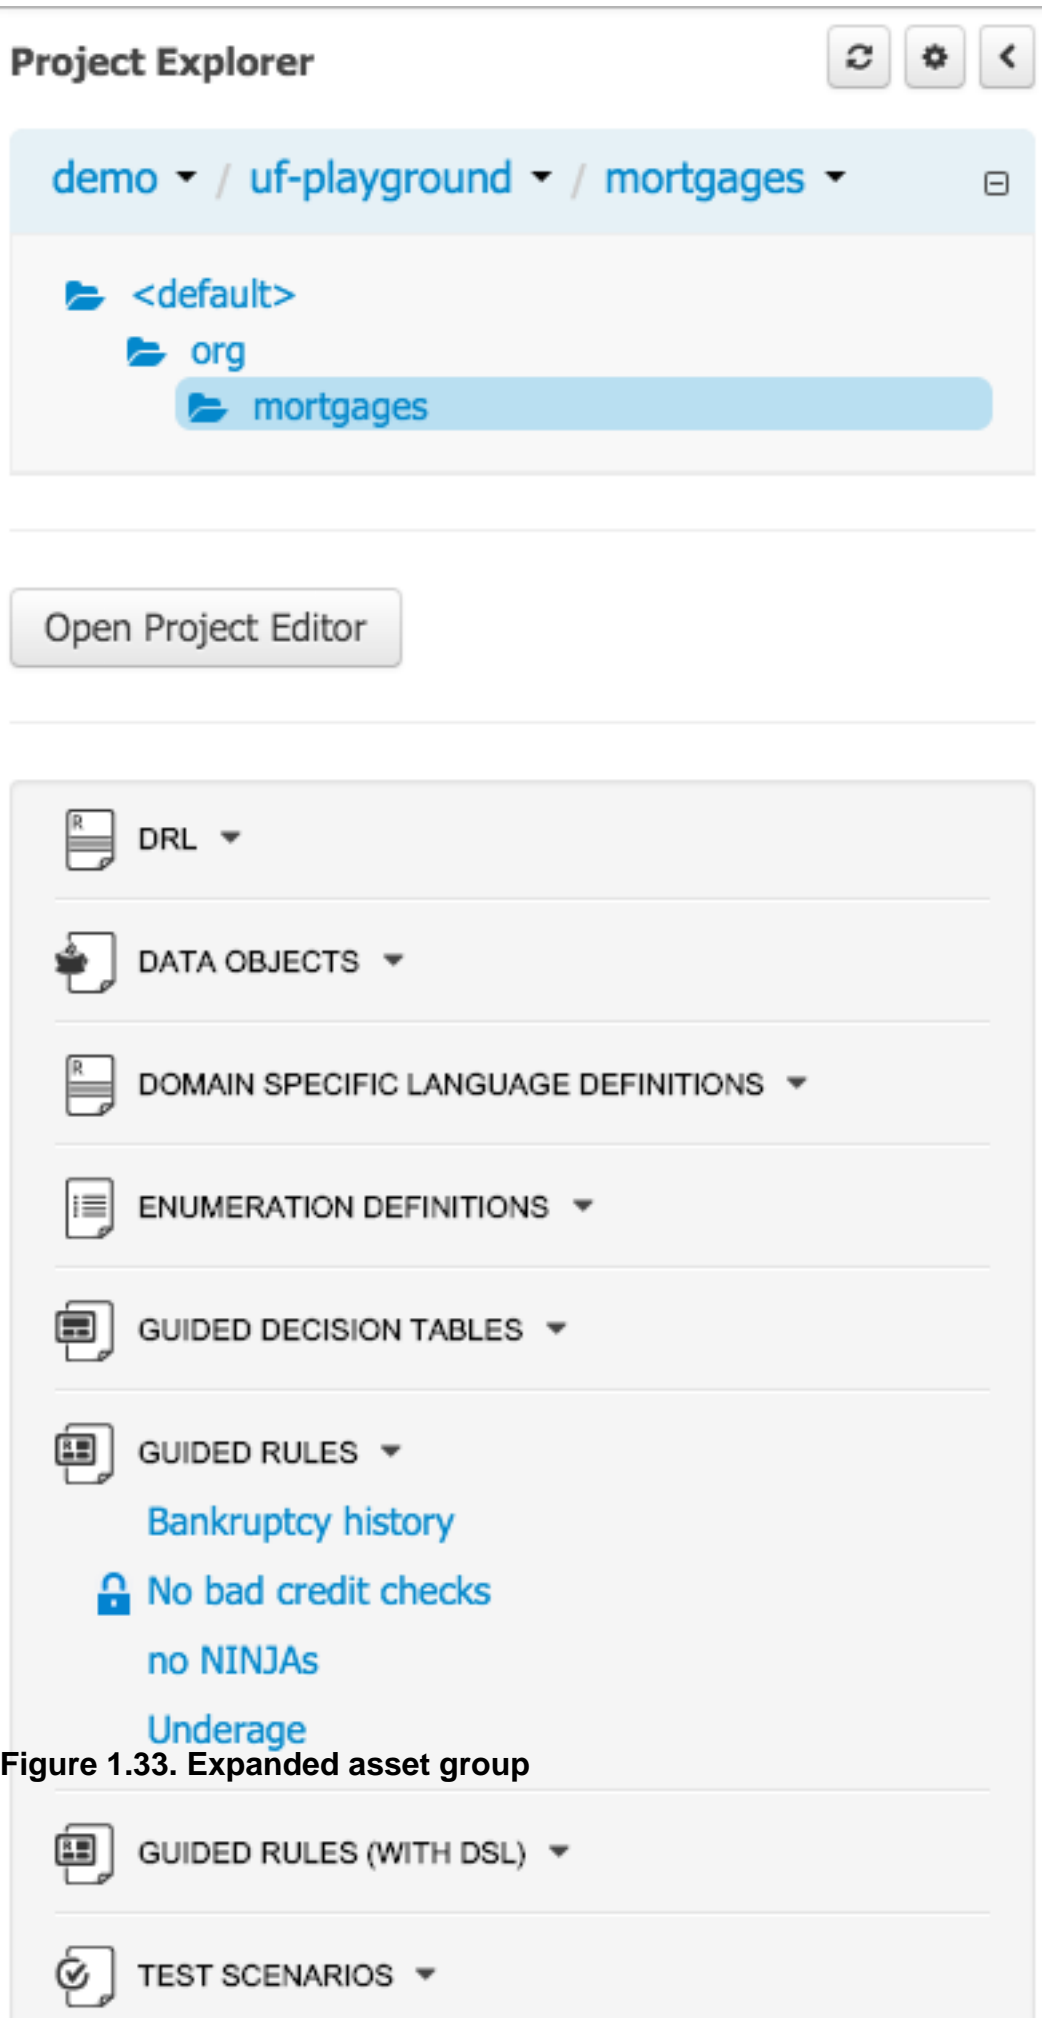 Project Explorer
demo / uf-playground / mortgages
<default>
org
mortgages
Open Project Editor
DRL
DATA OBJECTS
DOMAIN SPECIFIC LANGUAGE DEFINITIONS
ENUMERATION DEFINITIONS
GUIDED DECISION TABLES
GUIDED RULES
Bankruptcy history
No bad credit checks
no NINJAs
Underage
Figure 1.33. Expanded asset group
GUIDED RULES (WITH DSL)
TEST SCENARIOS